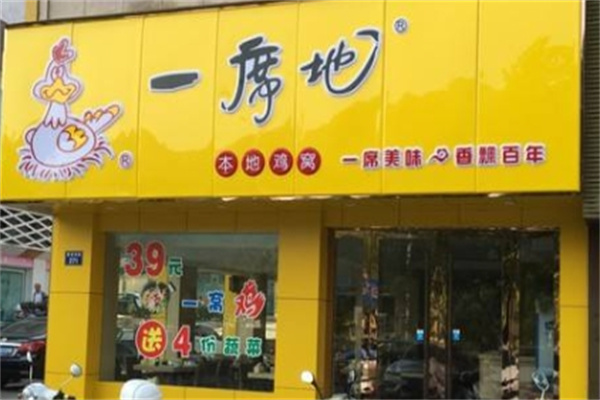 一席地®
®
本地鸡窝 一席美味 香飘百年
39元
一窝鸡
送4份蔬菜